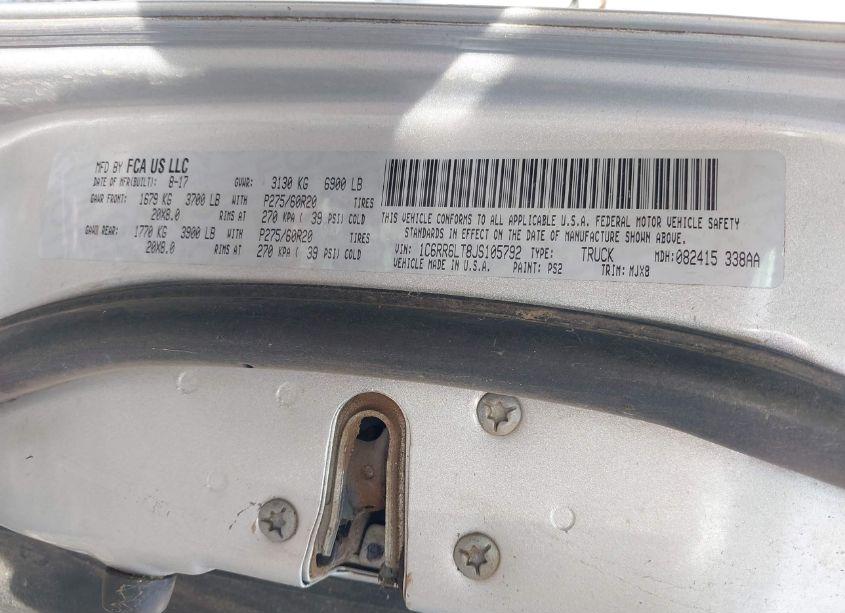 MFD BY FCA US LLC
DATE OF MFR(BUILT): 8-17 GVWR: 3130 KG 6900 LB
GAWR FRONT: 1679 KG 3700 LB WITH P275/60R20 TIRES
20X8.0 RIMS AT 270 KPA ( 39 PSI) COLD
GAWR REAR: 1770 KG 3900 LB WITH P275/60R20 TIRES
20X8.0 RIMS AT 270 KPA ( 39 PSI) COLD
THIS VEHICLE CONFORMS TO ALL APPLICABLE U.S.A. FEDERAL MOTOR VEHICLE SAFETY
STANDARDS IN EFFECT ON THE DATE OF MANUFACTURE SHOWN ABOVE.
VIN: 1C6RR6LT8JS105792 TYPE: TRUCK MDH: 082415 338AA
VEHICLE MADE IN U.S.A. PAINT: PS2 TRIM: MJX8